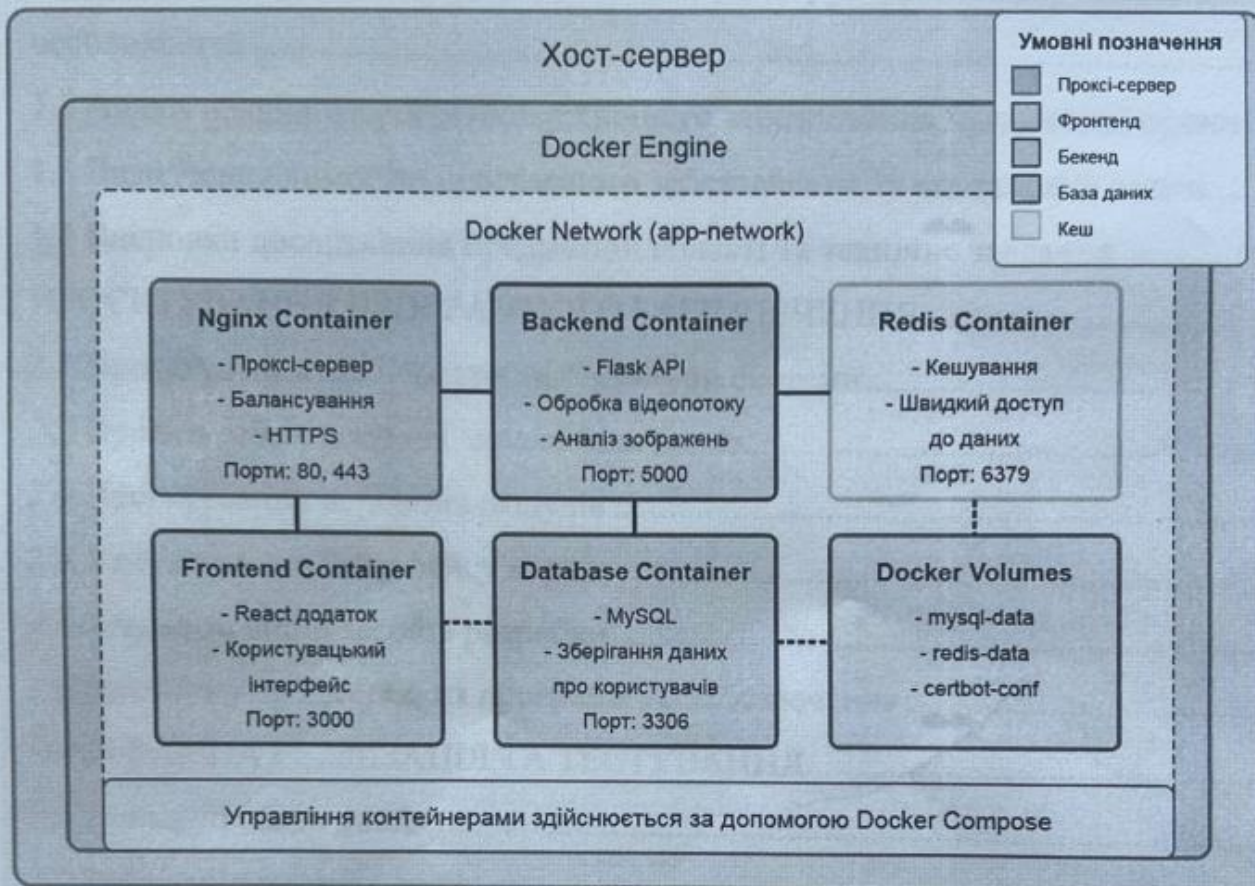 Хост-сервер
Умовні позначення
Проксі-сервер
Фронтенд
Бекенд
База даних
Кеш
Docker Engine
Docker Network (app-network)
Nginx Container
- Проксі-сервер
- Балансування
- HTTPS
Порти: 80, 443
Backend Container
- Flask API
- Обробка відеопотоку
- Аналіз зображень
Порт: 5000
Redis Container
- Кешування
- Швидкий доступ
до даних
Порт: 6379
Frontend Container
- React додаток
- Користувацький
інтерфейс
Порт: 3000
Database Container
- MySQL
- Зберігання даних
про користувачів
Порт: 3306
Docker Volumes
- mysql-data
- redis-data
- certbot-conf
Управління контейнерами здійснюється за допомогою Docker Compose